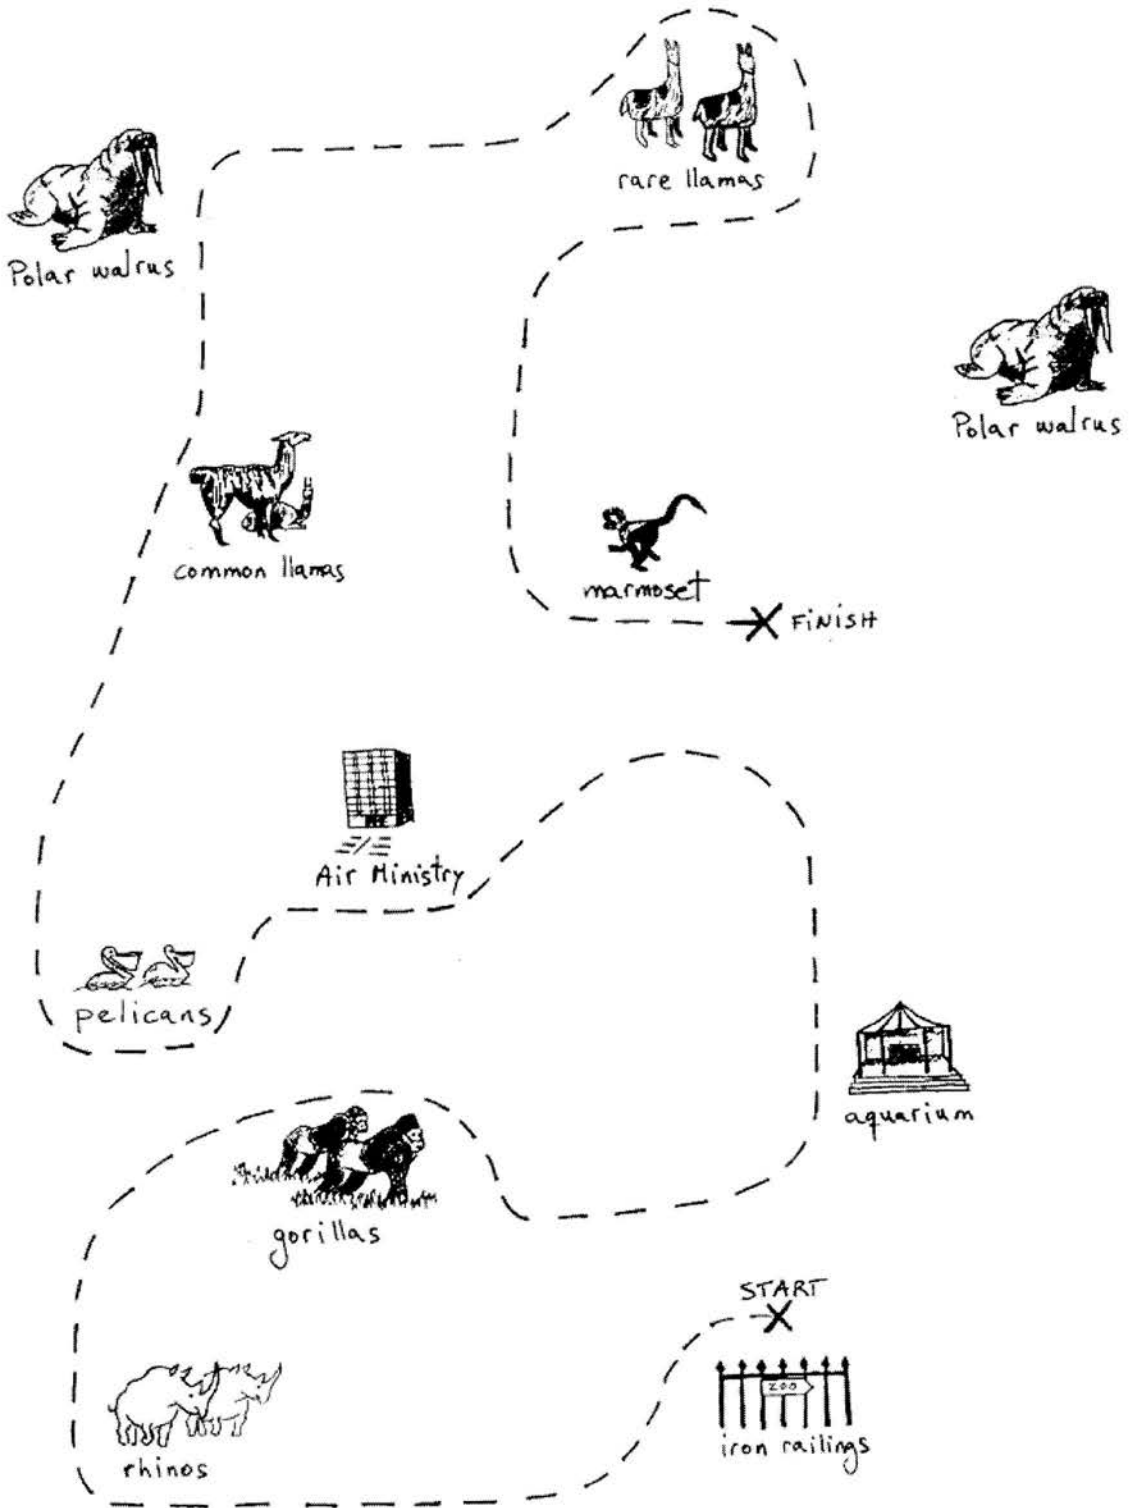 rare llamas
Polar walrus
Polar walrus
common llamas
marmoset
FiNiSH
Air Ministry
pelicans
aquarium
gorillas
START
ZOO
iron railings
rhinos